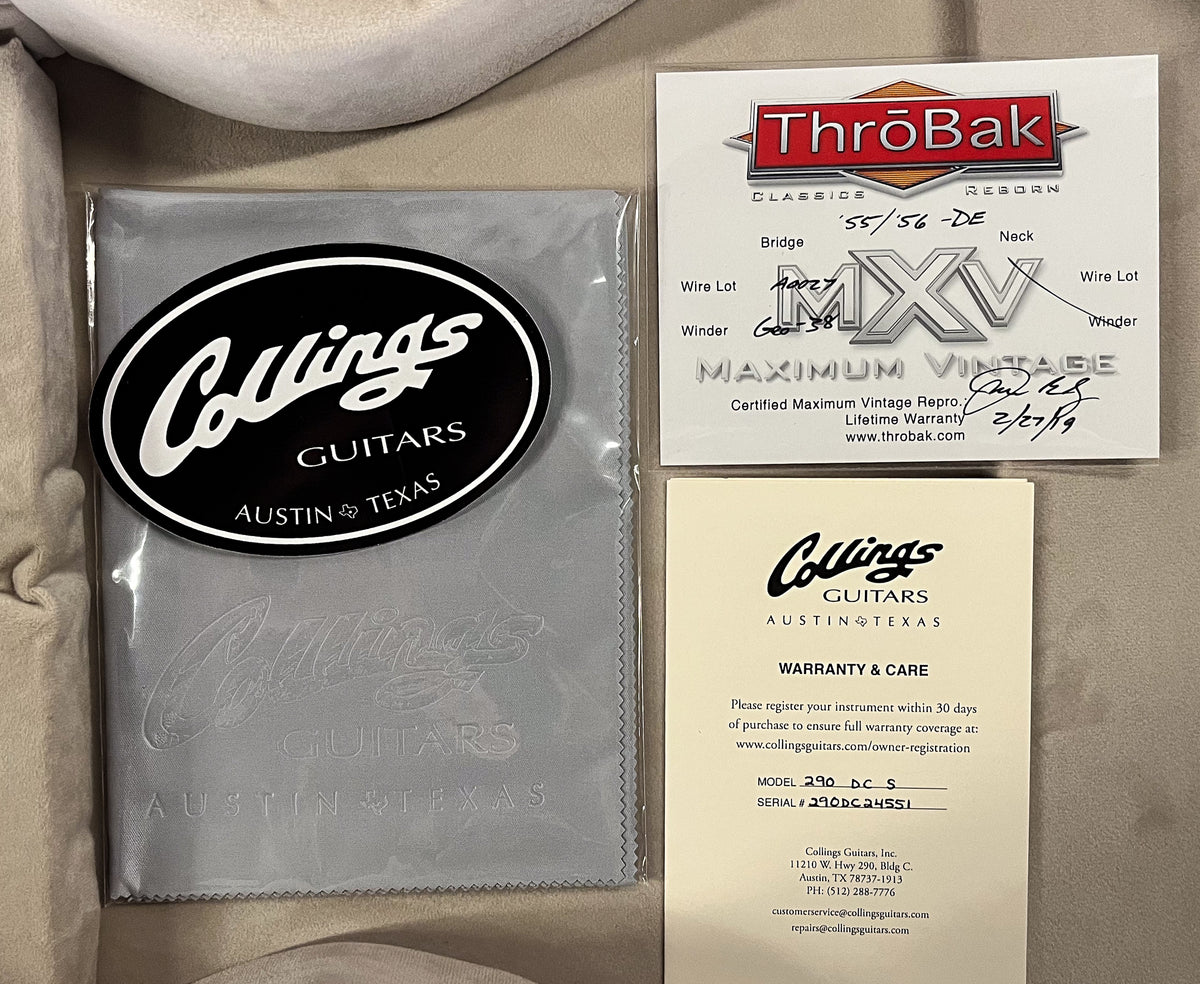 Collings
GUITARS
AUSTIN TEXAS
Collings
GUITARS
AUSTIN TEXAS
ThrōBak
CLASSICS REBORN
'55/'56 -DE
Bridge Neck
MXV
Wire Lot A0027 Wire Lot
Winder Geo-38 Winder
MAXIMUM VINTAGE
Certified Maximum Vintage Repro.
Lifetime Warranty
www.throbak.com
2/27/19
Collings
GUITARS
AUSTIN TEXAS
WARRANTY & CARE
Please register your instrument within 30 days
of purchase to ensure full warranty coverage at:
www.collingsguitars.com/owner-registration
MODEL 290 DC S
SERIAL # 290DC24551
Collings Guitars, Inc.
11210 W. Hwy 290, Bldg C.
Austin, TX 78737-1913
PH: (512) 288-7776
customerservice@collingsguitars.com
repairs@collingsguitars.com